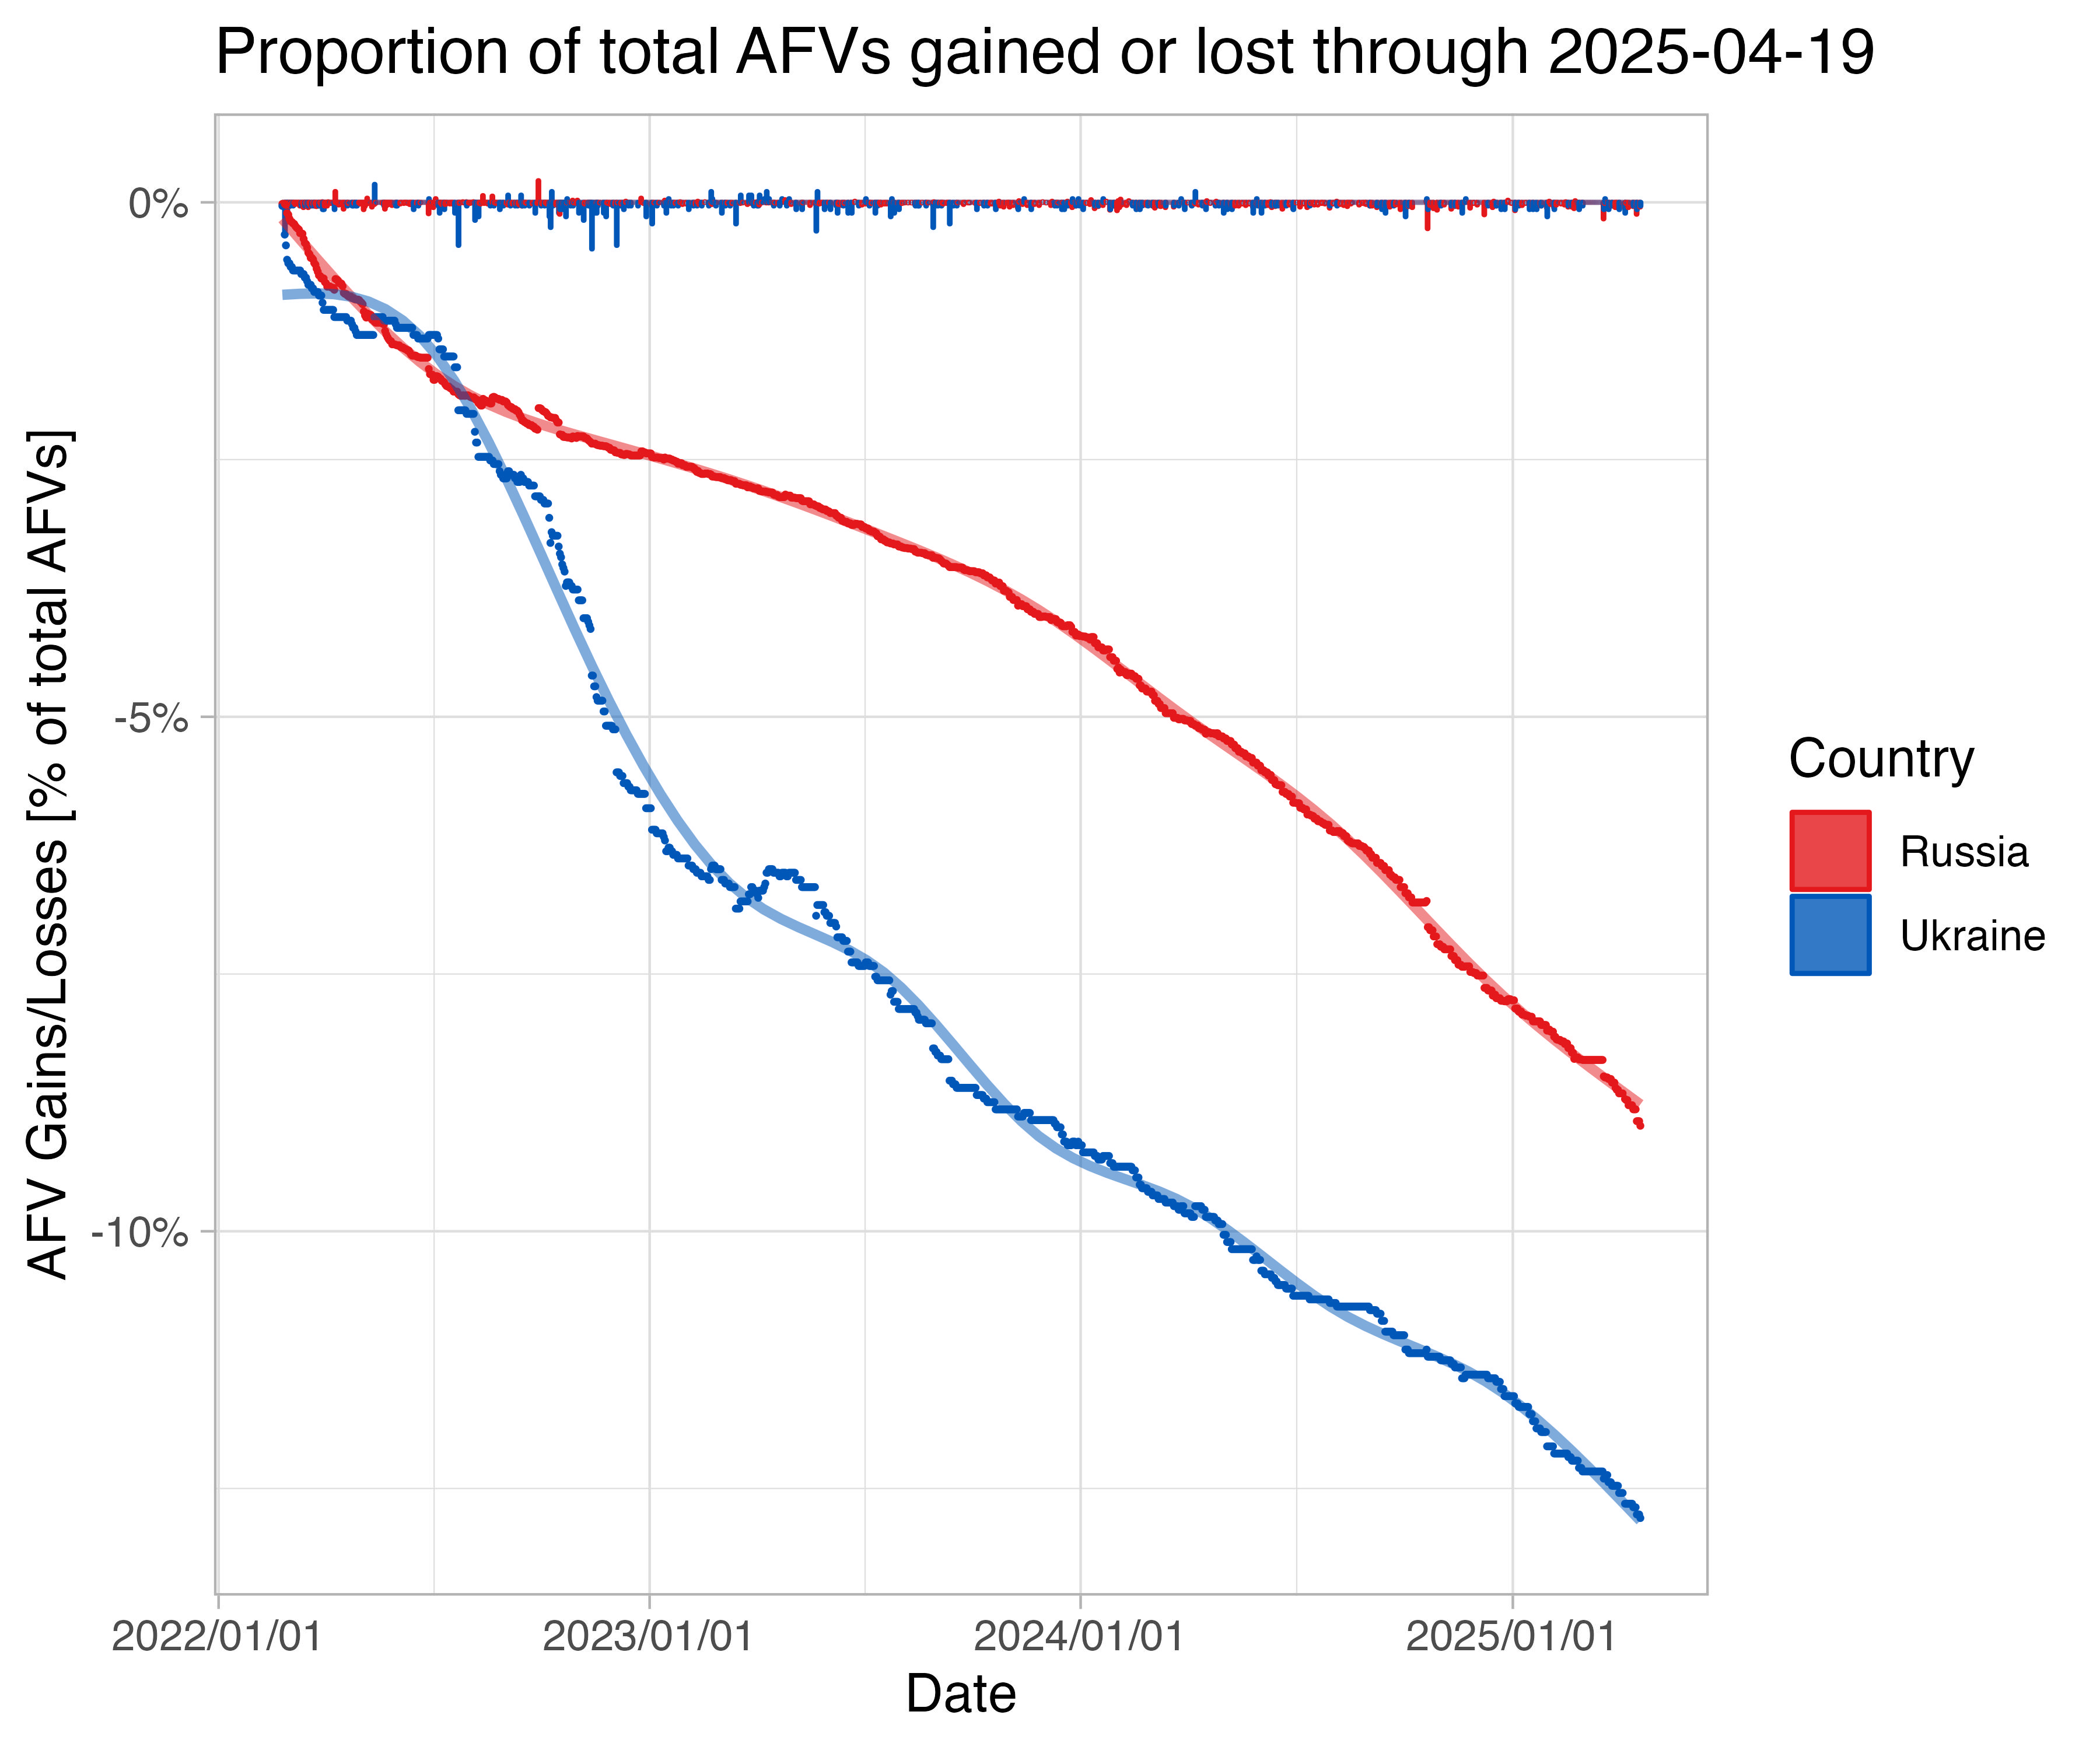 Proportion of total AFVs gained or lost through 2025-04-19
AFV Gains/Losses [% of total AFVs]
0%
-5%
-10%
2022/01/01
2023/01/01
2024/01/01
2025/01/01
Date
Country
Russia
Ukraine